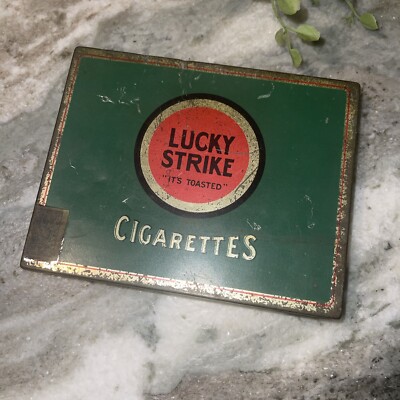 LUCKY
STRIKE
"IT'S TOASTED"
CIGARETTES